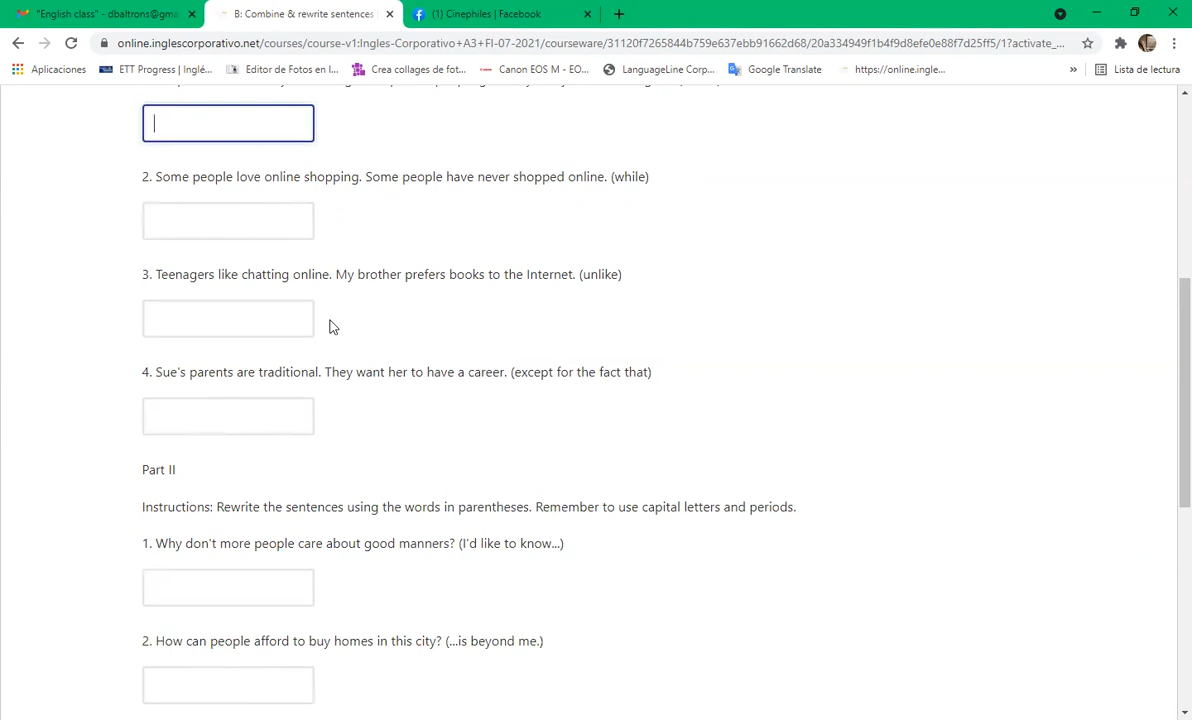 "English class" - dbaltrons@gma
B: Combine & rewrite sentences
(1) Cinephiles | Facebook
online.inglescorporativo.net/courses/course-v1:Ingles-Corporativo+A3+FI-07-2021/courseware/31120f7265844b759e637ebb91662d68/20a334949f1b4f9d8efe0e88f7d25ff5/1?activate_...
Aplicaciones
ETT Progress | Inglé...
Editor de Fotos en l...
Crea collages de fot...
Canon EOS M - EO...
LanguageLine Corp...
Google Translate
https://online.ingle...
»
Lista de lectura
2. Some people love online shopping. Some people have never shopped online. (while)
3. Teenagers like chatting online. My brother prefers books to the Internet. (unlike)
4. Sue's parents are traditional. They want her to have a career. (except for the fact that)
Part II
Instructions: Rewrite the sentences using the words in parentheses. Remember to use capital letters and periods.
1. Why don't more people care about good manners? (I'd like to know...)
2. How can people afford to buy homes in this city? (...is beyond me.)